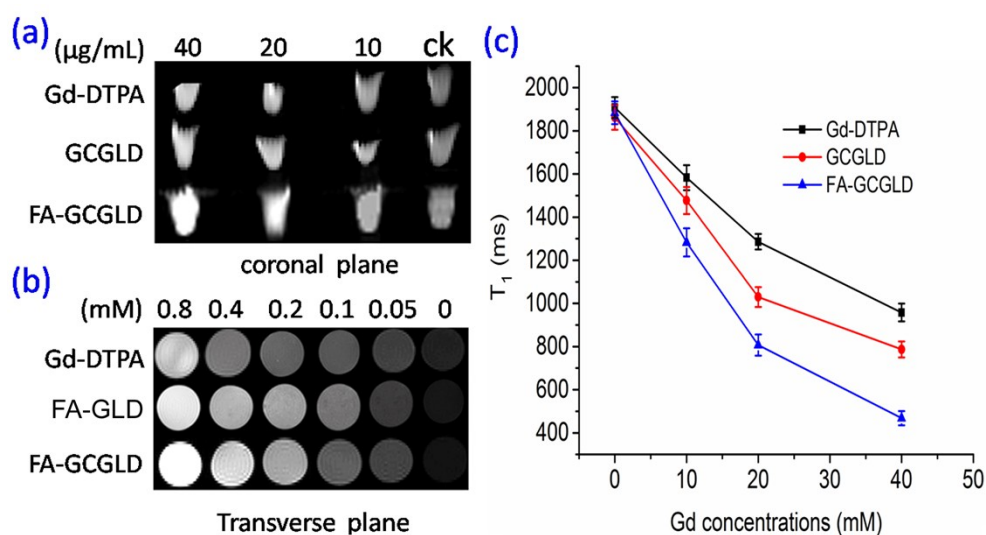 (a)
(μg/mL) 40 20 10 ck
Gd-DTPA
GCGLD
FA-GCGLD
coronal plane
(b)
(mM) 0.8 0.4 0.2 0.1 0.05 0
Gd-DTPA
FA-GLD
FA-GCGLD
Transverse plane
(c)
2000
1800
1600
1400
1200
1000
800
600
400
T1 (ms)
Gd-DTPA
GCGLD
FA-GCGLD
0 10 20 30 40 50
Gd concentrations (mM)